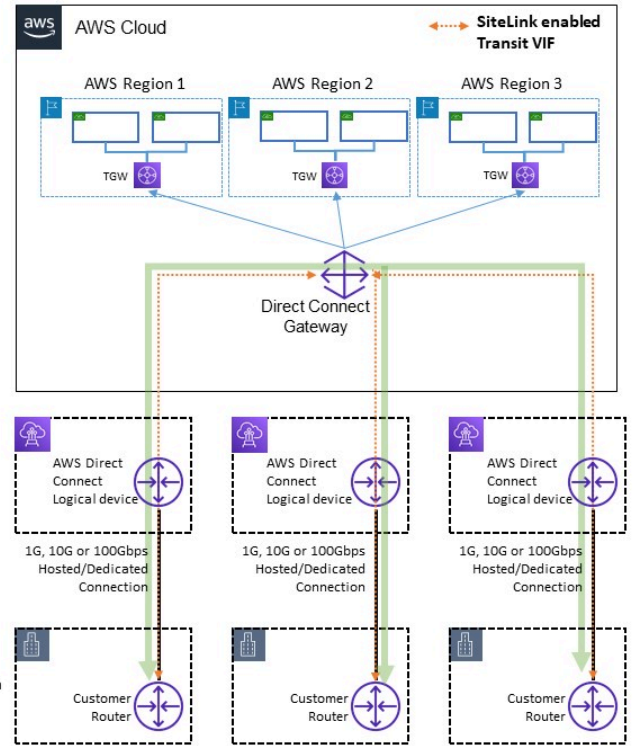 aws
AWS Cloud
SiteLink enabled
Transit VIF
AWS Region 1
AWS Region 2
AWS Region 3
TGW
TGW
TGW
Direct Connect
Gateway
AWS Direct
Connect
Logical device
AWS Direct
Connect
Logical device
AWS Direct
Connect
Logical device
1G, 10G or 100Gbps
Hosted/Dedicated
Connection
1G, 10G or 100Gbps
Hosted/Dedicated
Connection
1G, 10G or 100Gbps
Hosted/Dedicated
Connection
Customer
Router
Customer
Router
Customer
Router